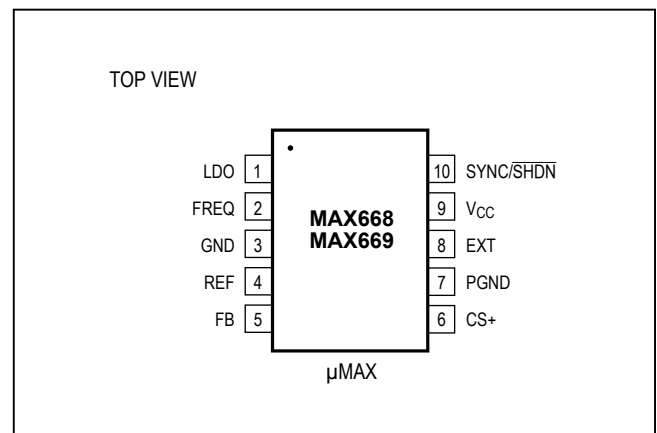 TOP VIEW
LDO 1
FREQ 2
GND 3
REF 4
FB 5
MAX668
MAX669
10 SYNC/SHDN
9 VCC
8 EXT
7 PGND
6 CS+
µMAX